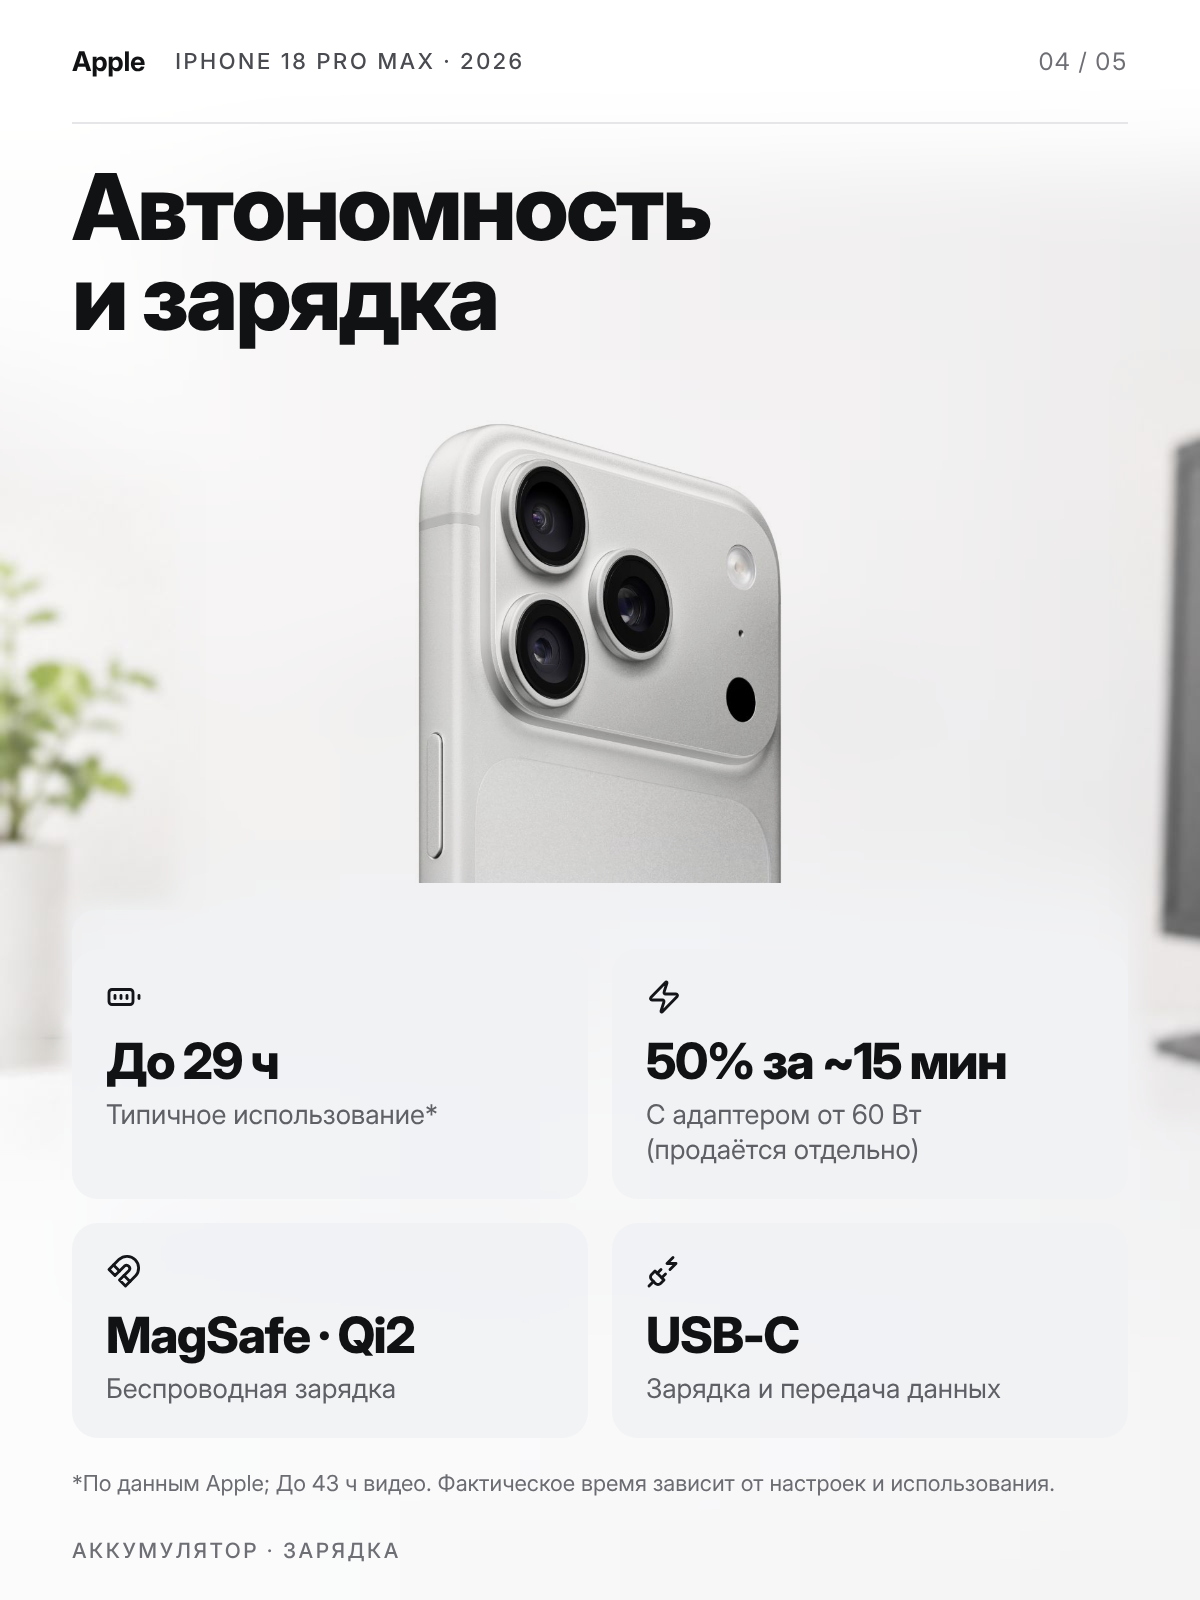 Apple IPHONE 18 PRO MAX · 2026 04 / 05
Автономность
и зарядка
До 29 ч
Типичное использование*
50% за ~15 мин
С адаптером от 60 Вт
(продаётся отдельно)
MagSafe · Qi2
Беспроводная зарядка
USB-C
Зарядка и передача данных
*По данным Apple; До 43 ч видео. Фактическое время зависит от настроек и использования.
АККУМУЛЯТОР · ЗАРЯДКА